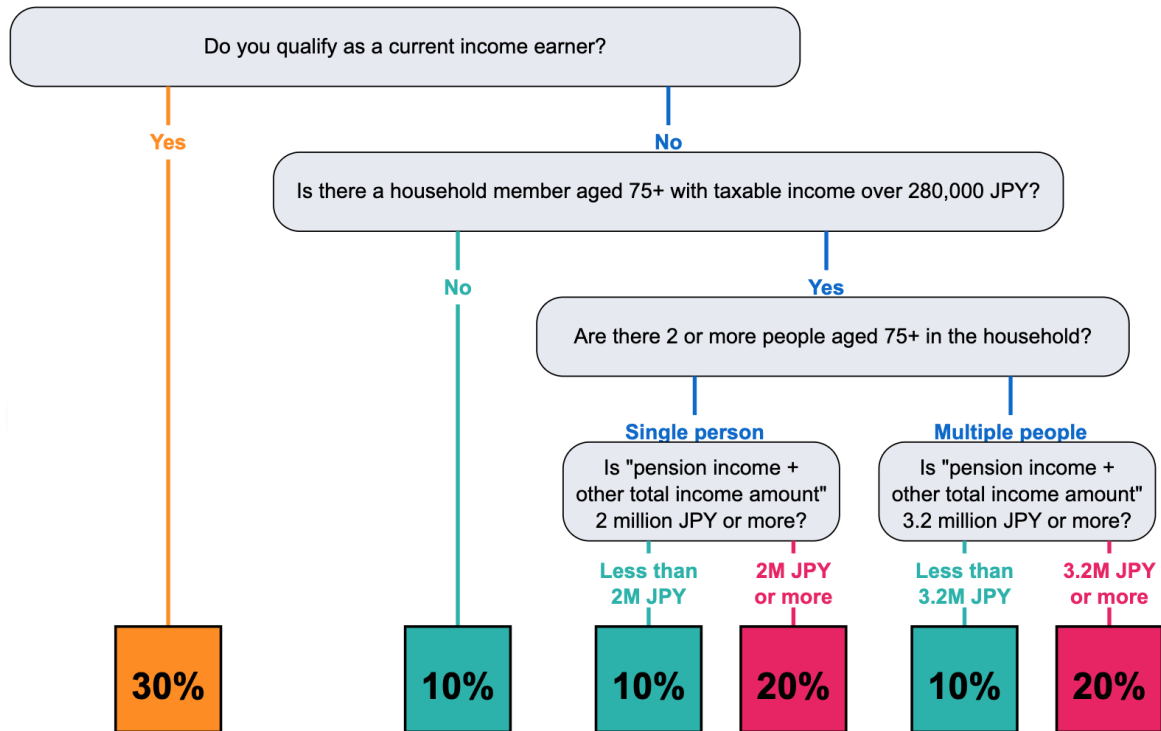 Do you qualify as a current income earner?
Yes
No
Is there a household member aged 75+ with taxable income over 280,000 JPY?
No
Yes
Are there 2 or more people aged 75+ in the household?
Single person
Multiple people
Is "pension income +
other total income amount"
2 million JPY or more?
Is "pension income +
other total income amount"
3.2 million JPY or more?
Less than
2M JPY
2M JPY
or more
Less than
3.2M JPY
3.2M JPY
or more
30%
10%
10%
20%
10%
20%